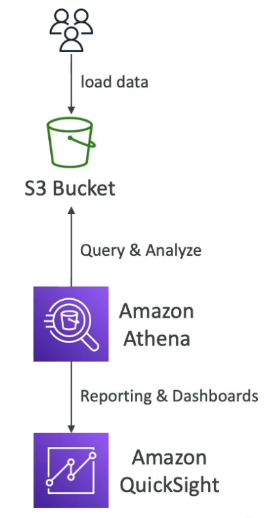 load data
S3 Bucket
Query & Analyze
Amazon
Athena
Reporting & Dashboards
Amazon
QuickSight